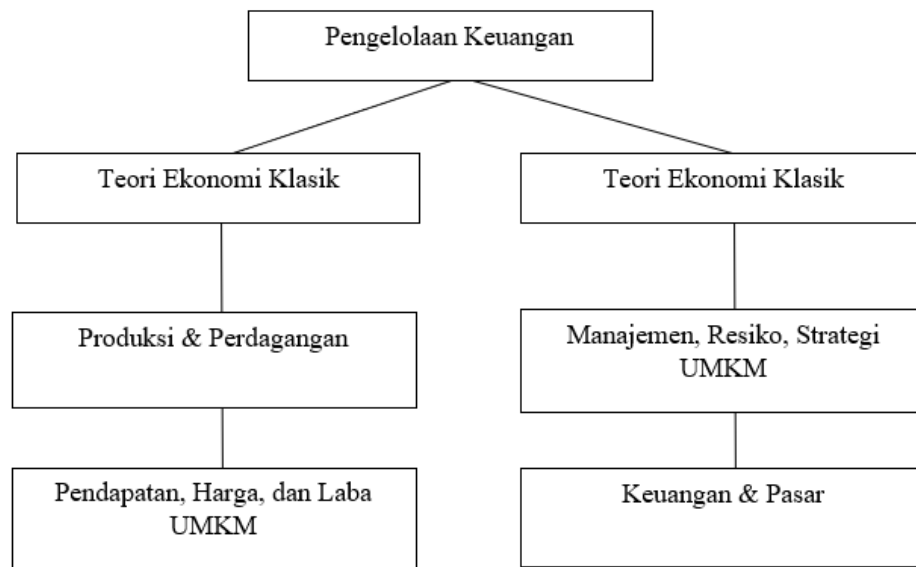 Pengelolaan Keuangan
Teori Ekonomi Klasik
Teori Ekonomi Klasik
Produksi & Perdagangan
Manajemen, Resiko, Strategi
UMKM
Pendapatan, Harga, dan Laba
UMKM
Keuangan & Pasar